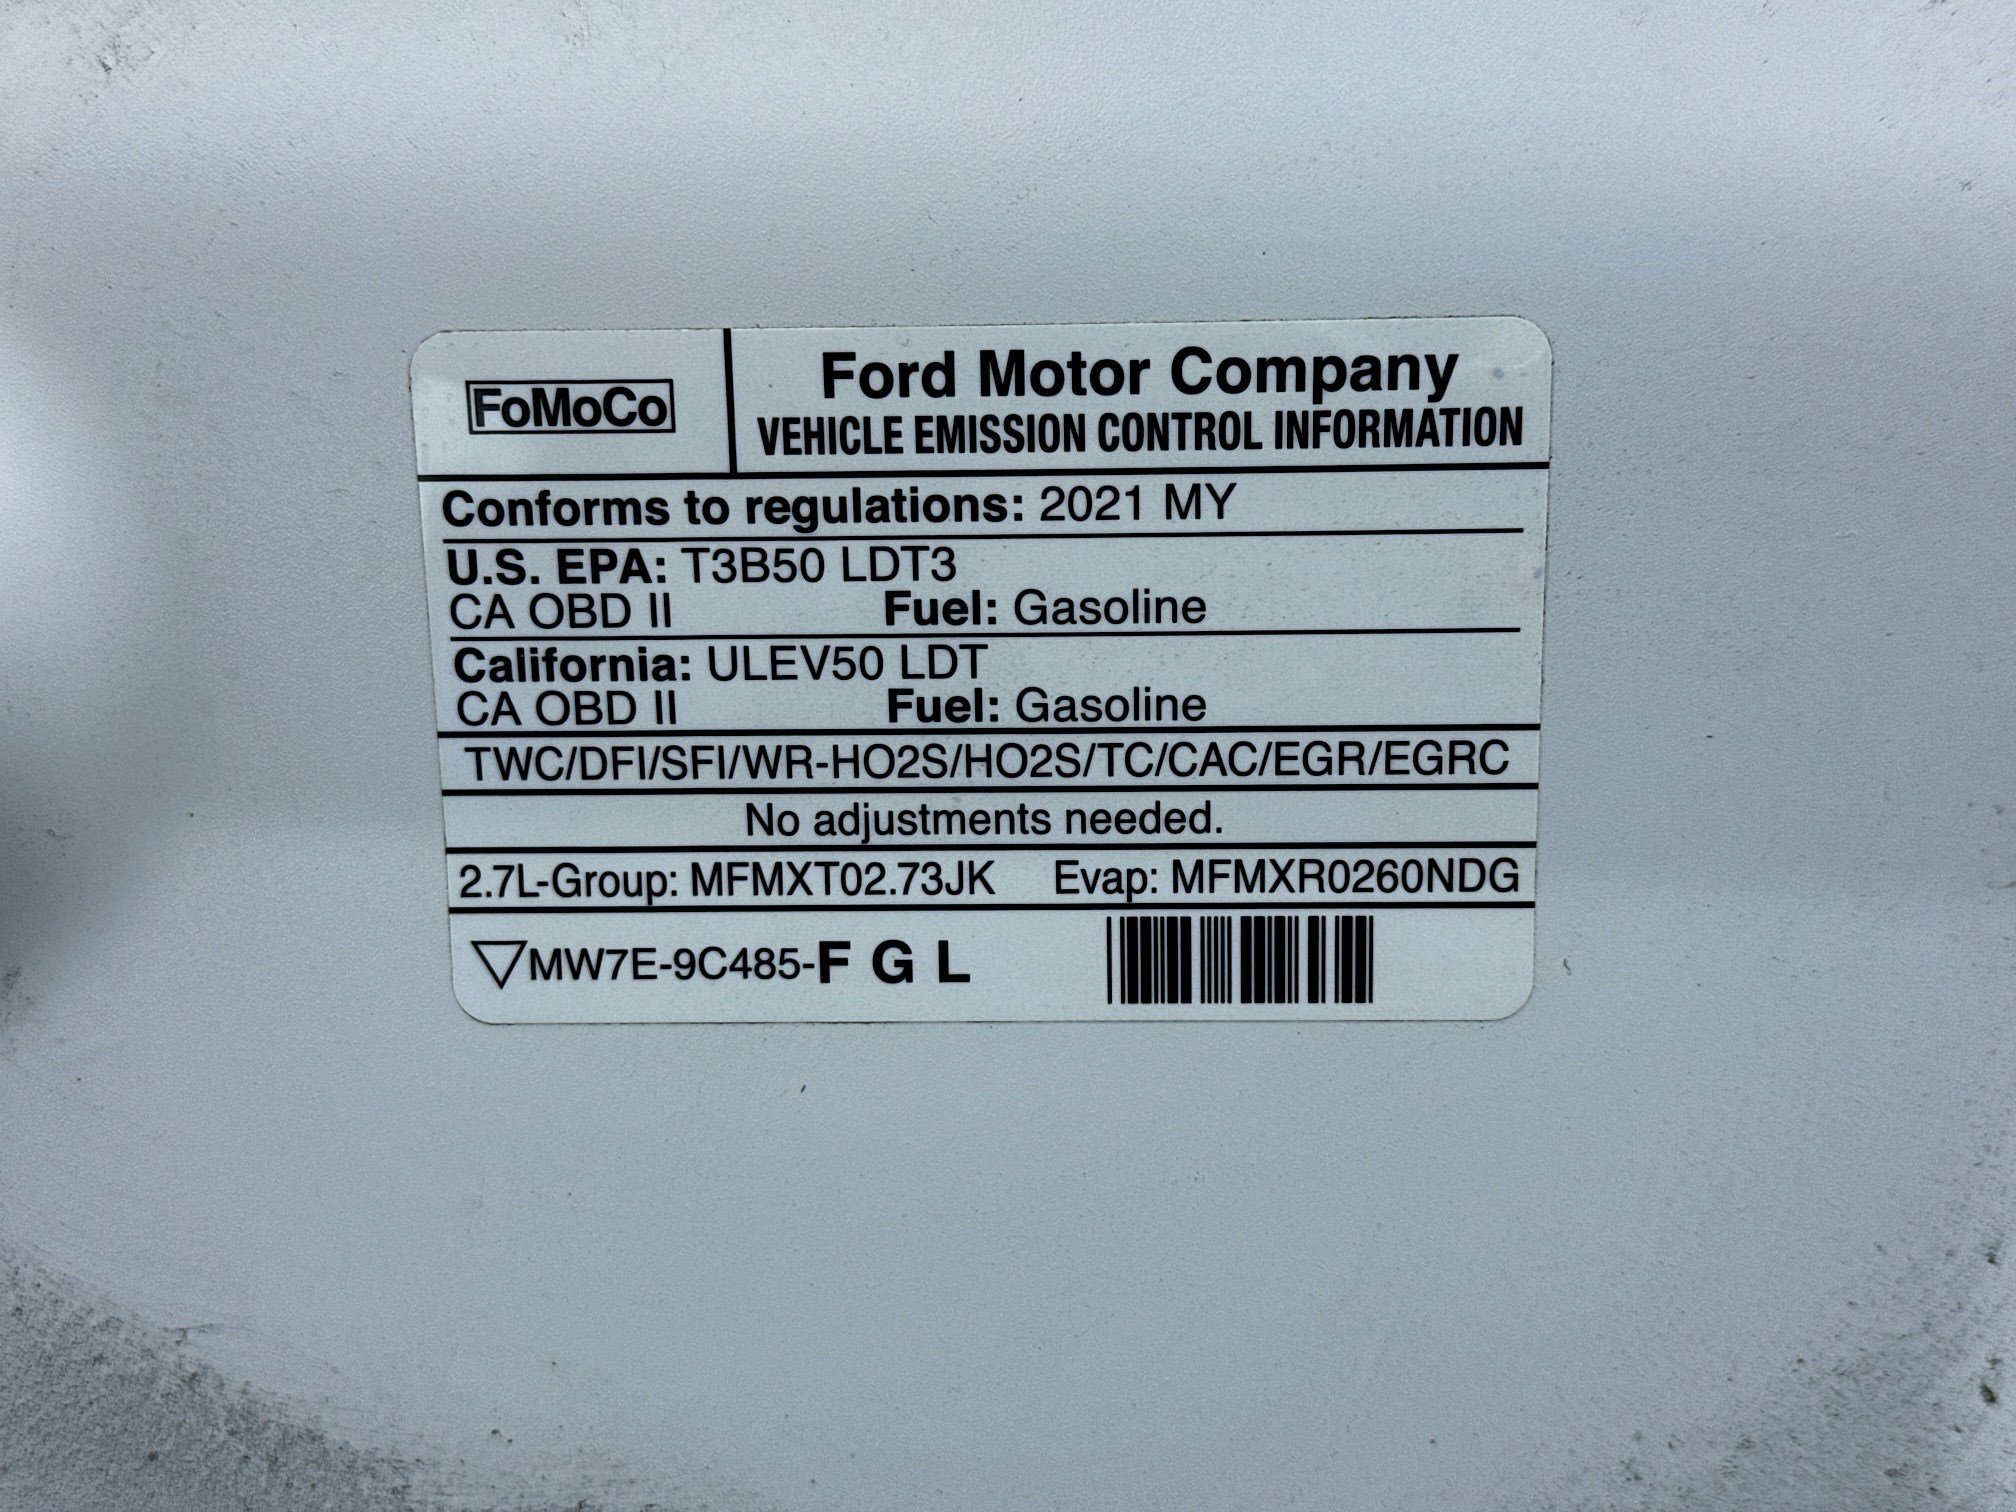 FoMoCo
Ford Motor Company
VEHICLE EMISSION CONTROL INFORMATION
Conforms to regulations: 2021 MY
U.S. EPA: T3B50 LDT3
CA OBD II Fuel: Gasoline
California: ULEV50 LDT
CA OBD II Fuel: Gasoline
TWC/DFI/SFI/WR-HO2S/HO2S/TC/CAC/EGR/EGRC
No adjustments needed.
2.7L-Group: MFMXT02.73JK Evap: MFMXR0260NDG
MW7E-9C485-F G L